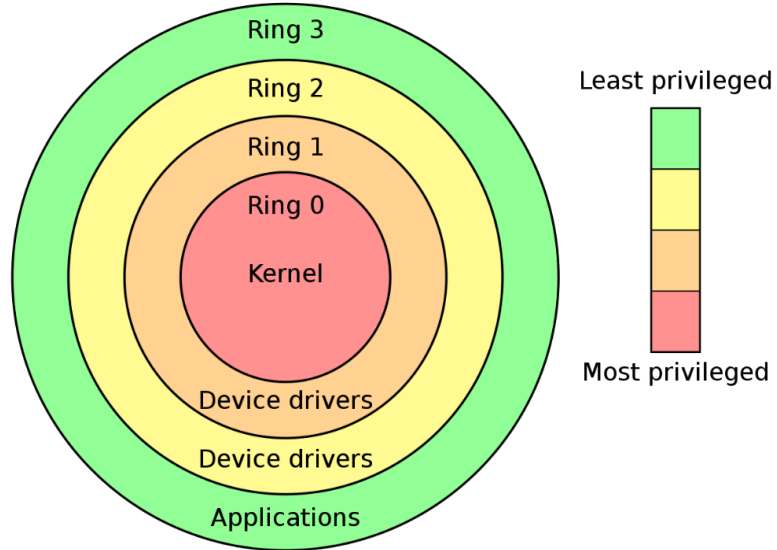 Ring 3
Ring 2
Ring 1
Ring 0
Kernel
Device drivers
Device drivers
Applications
Least privileged
Most privileged